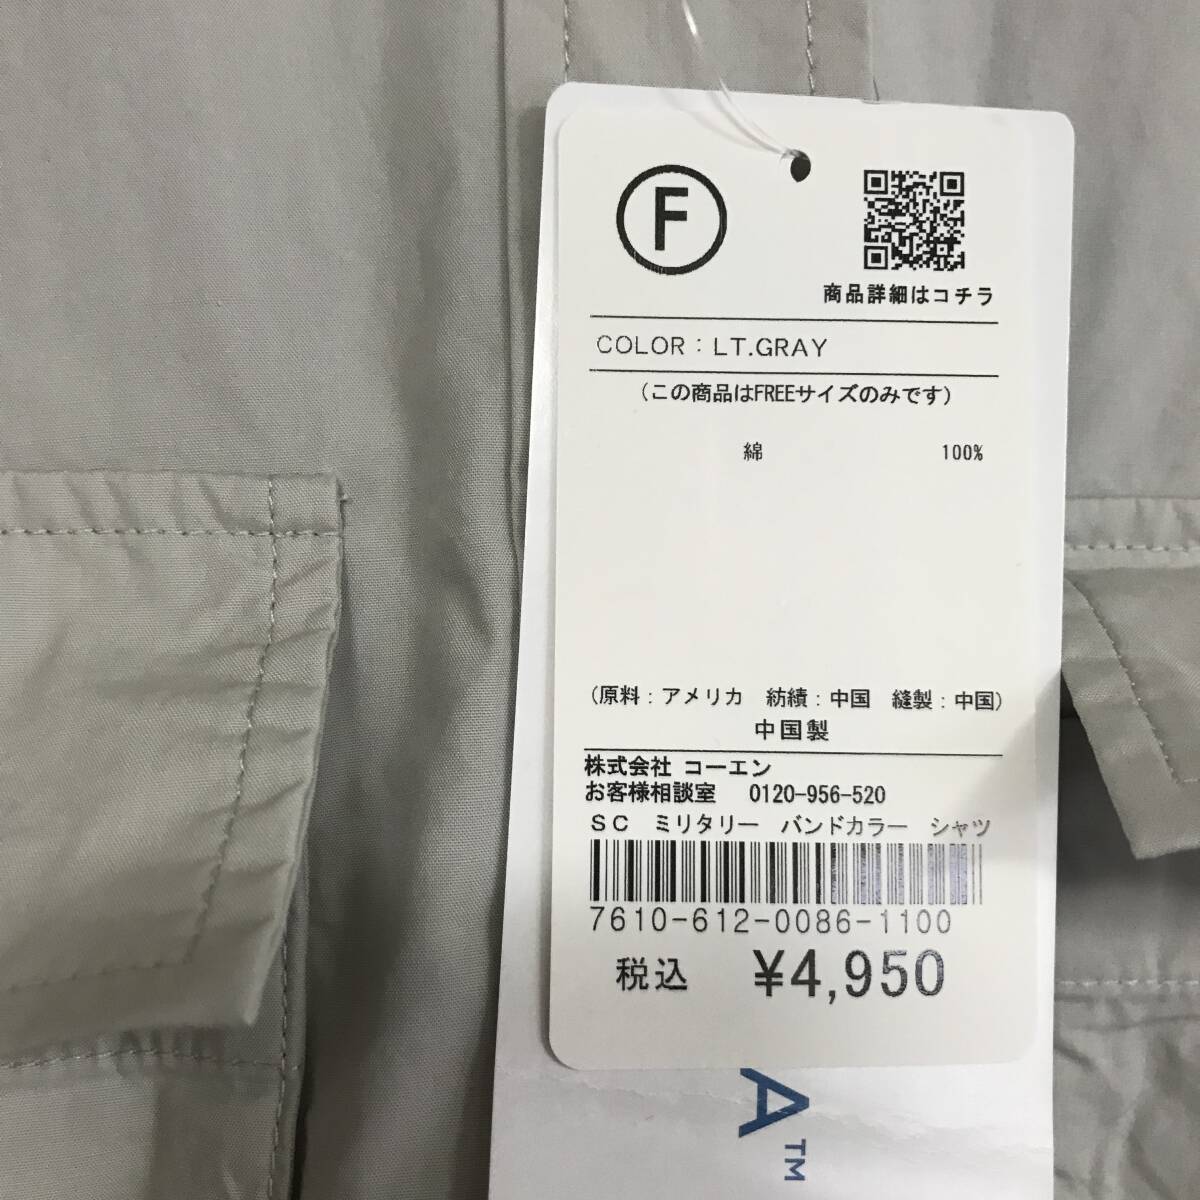 F
商品詳細はコチラ
COLOR：LT.GRAY
（この商品はFREEサイズのみです）
綿 100%
（原料：アメリカ 紡績：中国 縫製：中国）
中国製
株式会社 コーエン
お客様相談室 0120-956-520
ＳＣ ミリタリー バンドカラー シャツ
7610-612-0086-1100
税込 ¥4,950
A™